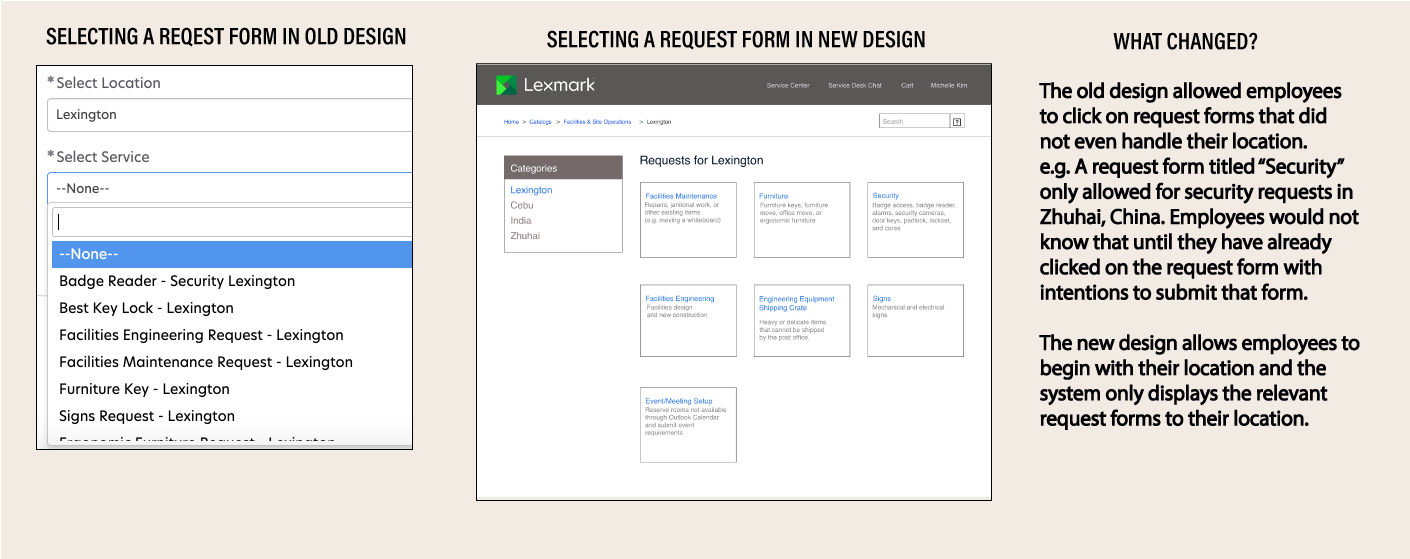 SELECTING A REQEST FORM IN OLD DESIGN
*Select Location
Lexington
*Select Service
--None--
--None--
Badge Reader - Security Lexington
Best Key Lock - Lexington
Facilities Engineering Request - Lexington
Facilities Maintenance Request - Lexington
Furniture Key - Lexington
Signs Request - Lexington
Ergonomic Furniture Request - Lexington
SELECTING A REQUEST FORM IN NEW DESIGN
Lexmark
Service Center
Service Desk Chat
Cart
Michelle Kim
Home > Catalogs > Facilities & Site Operations > Lexington
Search
?
Categories
Lexington
Cebu
India
Zhuhai
Requests for Lexington
Facilities Maintenance
Repairs, janitorial work, or
other existing items
(e.g. moving a whiteboard)
Furniture
Furniture keys, furniture
move, office move, or
ergonomic furniture
Security
Badge access, badge reader,
alarms, security cameras,
door keys, padlock, lockset,
and cores
Facilities Engineering
Facilities design
and new construction
Engineering Equipment
Shipping Crate
Heavy or delicate items
that cannot be shipped
by the post office.
Signs
Mechanical and electrical
signs
Event/Meeting Setup
Reserve rooms not available
through Outlook Calendar
and submit event
requirements
WHAT CHANGED?
The old design allowed employees
to click on request forms that did
not even handle their location.
e.g. A request form titled “Security”
only allowed for security requests in
Zhuhai, China. Employees would not
know that until they have already
clicked on the request form with
intentions to submit that form.
The new design allows employees to
begin with their location and the
system only displays the relevant
request forms to their location.